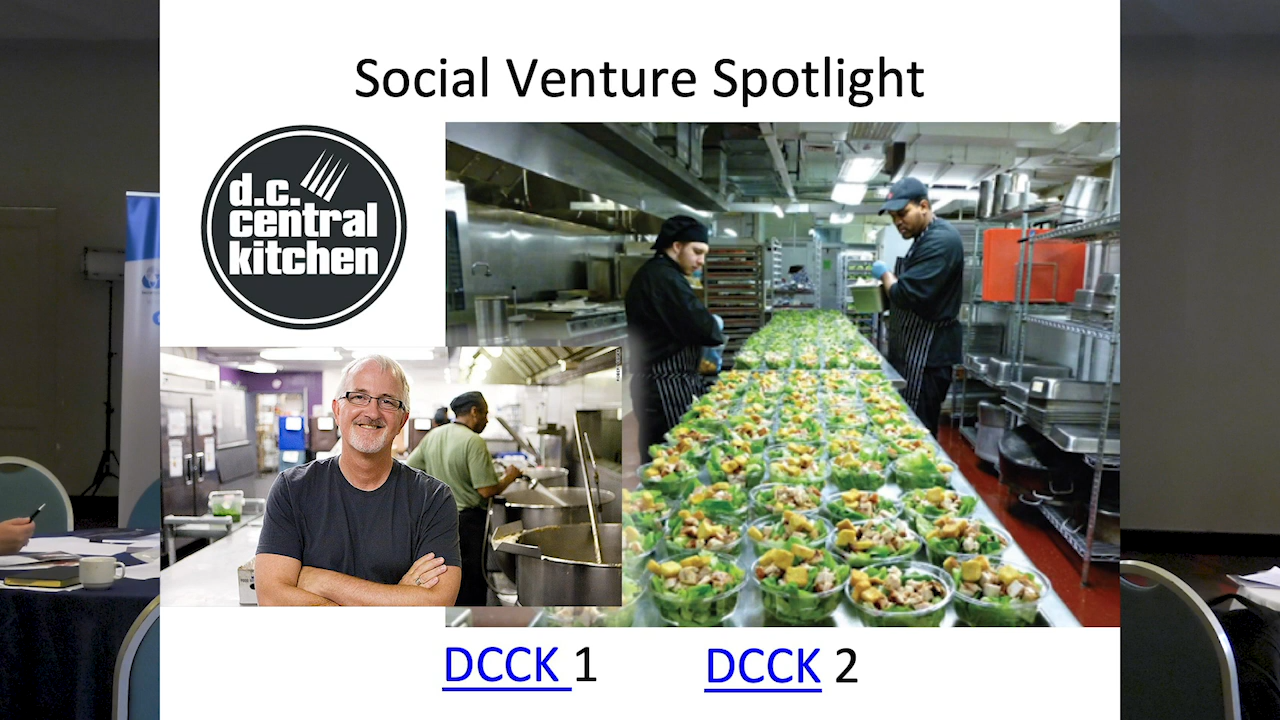 Social Venture Spotlight
d.c.
central
kitchen
DCCK 1
DCCK 2